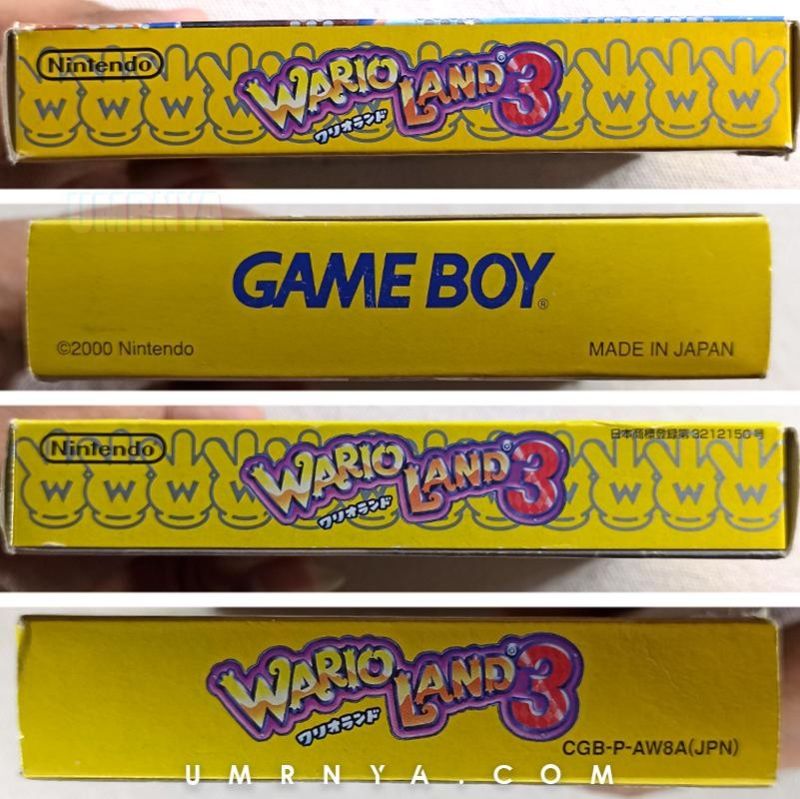 Nintendo
W W W W W W W W
WARIO LAND® 3
ワリオランド
UMRNYA
GAME BOY®
©2000 Nintendo
MADE IN JAPAN
日本商標登録第3212150号
Nintendo
W W W W W W W W
WARIO LAND® 3
ワリオランド
WARIO LAND® 3
ワリオランド
CGB-P-AW8A(JPN)
UMRNYA.COM